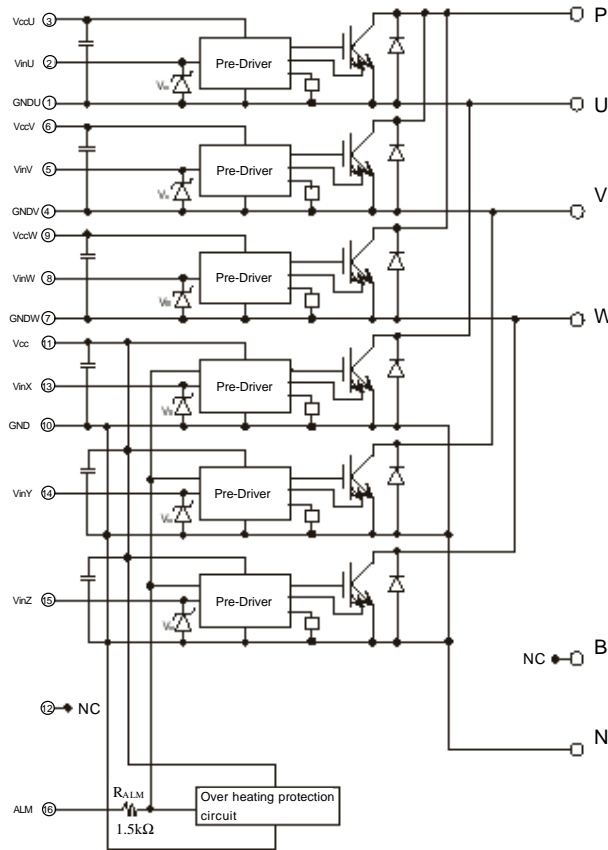 VccU ③ P
VinU ② Pre-Driver
GNDU ① U
VccV ⑥
VinV ⑤ Pre-Driver
GNDV ④ V
VccW ⑨
VinW ⑧ Pre-Driver
GNDW ⑦ W
Vcc ⑪
VinX ⑬ Pre-Driver
GND ⑩
VinY ⑭ Pre-Driver
VinZ ⑮ Pre-Driver
NC B
⑫ NC
N
RALM
ALM ⑯ Over heating protection
1.5kΩ circuit